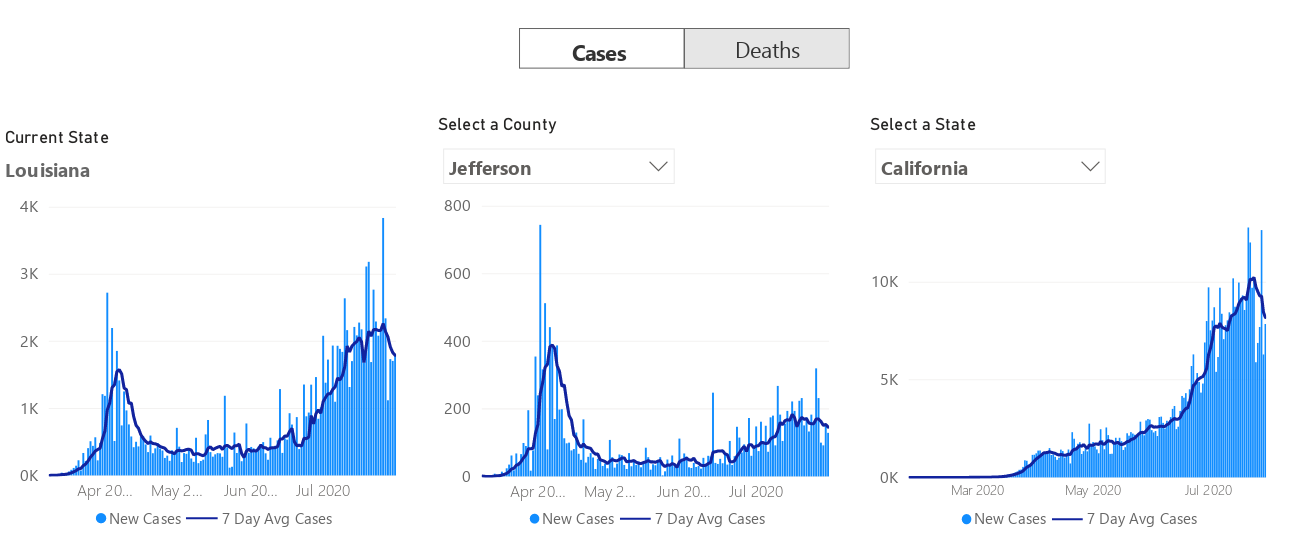 Cases
Deaths
Current State
Louisiana
4K
3K
2K
1K
0K
Apr 20...
May 2...
Jun 20...
Jul 2020
New Cases
7 Day Avg Cases
Select a County
Jefferson
800
600
400
200
0
Apr 20...
May 2...
Jun 20...
Jul 2020
New Cases
7 Day Avg Cases
Select a State
California
10K
5K
0K
Mar 2020
May 2020
Jul 2020
New Cases
7 Day Avg Cases